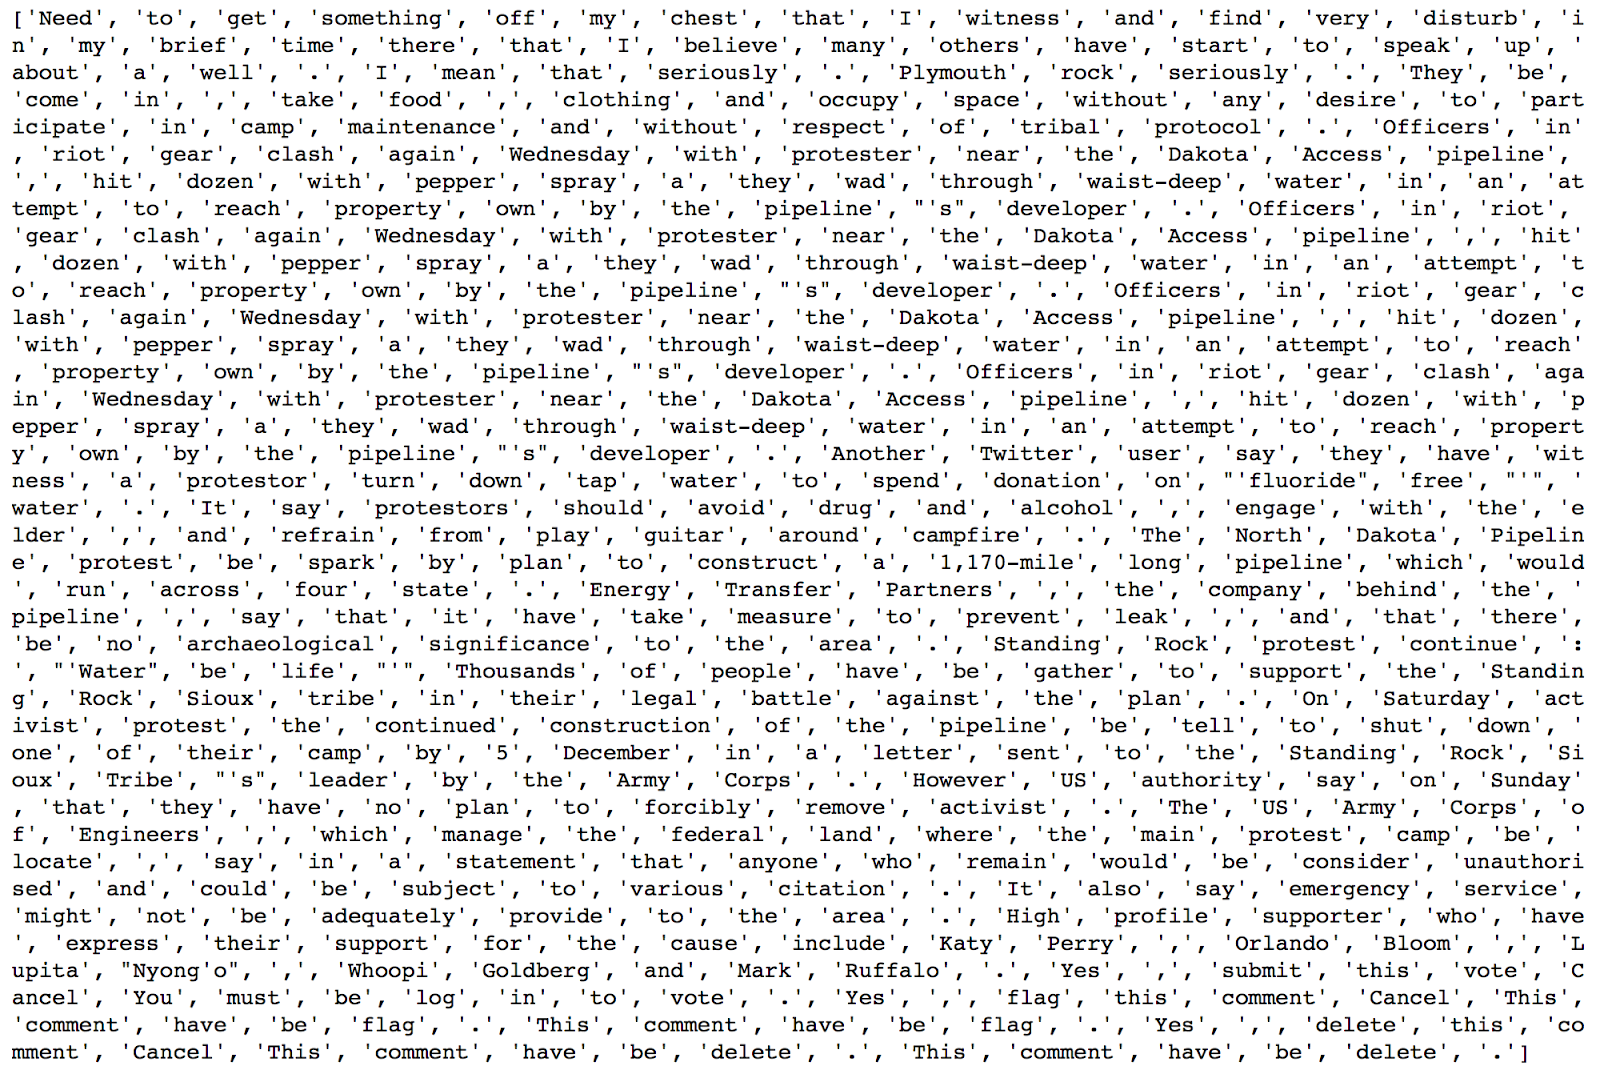 ['Need', 'to', 'get', 'something', 'off', 'my', 'chest', 'that', 'I', 'witness', 'and', 'find', 'very', 'disturb', 'i
n', 'my', 'brief', 'time', 'there', 'that', 'I', 'believe', 'many', 'others', 'have', 'start', 'to', 'speak', 'up', '
about', 'a', 'well', '.', 'I', 'mean', 'that', 'seriously', '.', 'Plymouth', 'rock', 'seriously', '.', 'They', 'be',
'come', 'in', ',', 'take', 'food', ',', 'clothing', 'and', 'occupy', 'space', 'without', 'any', 'desire', 'to', 'part
icipate', 'in', 'camp', 'maintenance', 'and', 'without', 'respect', 'of', 'tribal', 'protocol', '.', 'Officers', 'in'
, 'riot', 'gear', 'clash', 'again', 'Wednesday', 'with', 'protester', 'near', 'the', 'Dakota', 'Access', 'pipeline',
',', 'hit', 'dozen', 'with', 'pepper', 'spray', 'a', 'they', 'wad', 'through', 'waist-deep', 'water', 'in', 'an', 'at
tempt', 'to', 'reach', 'property', 'own', 'by', 'the', 'pipeline', "'s", 'developer', '.', 'Officers', 'in', 'riot',
'gear', 'clash', 'again', 'Wednesday', 'with', 'protester', 'near', 'the', 'Dakota', 'Access', 'pipeline', ',', 'hit'
, 'dozen', 'with', 'pepper', 'spray', 'a', 'they', 'wad', 'through', 'waist-deep', 'water', 'in', 'an', 'attempt', 't
o', 'reach', 'property', 'own', 'by', 'the', 'pipeline', "'s", 'developer', '.', 'Officers', 'in', 'riot', 'gear', 'c
lash', 'again', 'Wednesday', 'with', 'protester', 'near', 'the', 'Dakota', 'Access', 'pipeline', ',', 'hit', 'dozen',
'with', 'pepper', 'spray', 'a', 'they', 'wad', 'through', 'waist-deep', 'water', 'in', 'an', 'attempt', 'to', 'reach'
, 'property', 'own', 'by', 'the', 'pipeline', "'s", 'developer', '.', 'Officers', 'in', 'riot', 'gear', 'clash', 'aga
in', 'Wednesday', 'with', 'protester', 'near', 'the', 'Dakota', 'Access', 'pipeline', ',', 'hit', 'dozen', 'with', 'p
epper', 'spray', 'a', 'they', 'wad', 'through', 'waist-deep', 'water', 'in', 'an', 'attempt', 'to', 'reach', 'propert
y', 'own', 'by', 'the', 'pipeline', "'s", 'developer', '.', 'Another', 'Twitter', 'user', 'say', 'they', 'have', 'wit
ness', 'a', 'protestor', 'turn', 'down', 'tap', 'water', 'to', 'spend', 'donation', 'on', "'fluoride", 'free', "'", '
water', '.', 'It', 'say', 'protestors', 'should', 'avoid', 'drug', 'and', 'alcohol', ',', 'engage', 'with', 'the', 'e
lder', ',', 'and', 'refrain', 'from', 'play', 'guitar', 'around', 'campfire', '.', 'The', 'North', 'Dakota', 'Pipelin
e', 'protest', 'be', 'spark', 'by', 'plan', 'to', 'construct', 'a', '1,170-mile', 'long', 'pipeline', 'which', 'would
', 'run', 'across', 'four', 'state', '.', 'Energy', 'Transfer', 'Partners', ',', 'the', 'company', 'behind', 'the', '
pipeline', ',', 'say', 'that', 'it', 'have', 'take', 'measure', 'to', 'prevent', 'leak', ',', 'and', 'that', 'there',
'be', 'no', 'archaeological', 'significance', 'to', 'the', 'area', '.', 'Standing', 'Rock', 'protest', 'continue', ':
', "'Water", 'be', 'life', "'", 'Thousands', 'of', 'people', 'have', 'be', 'gather', 'to', 'support', 'the', 'Standin
g', 'Rock', 'Sioux', 'tribe', 'in', 'their', 'legal', 'battle', 'against', 'the', 'plan', '.', 'On', 'Saturday', 'act
ivist', 'protest', 'the', 'continued', 'construction', 'of', 'the', 'pipeline', 'be', 'tell', 'to', 'shut', 'down', '
one', 'of', 'their', 'camp', 'by', '5', 'December', 'in', 'a', 'letter', 'sent', 'to', 'the', 'Standing', 'Rock', 'Si
oux', 'Tribe', "'s", 'leader', 'by', 'the', 'Army', 'Corps', '.', 'However', 'US', 'authority', 'say', 'on', 'Sunday'
, 'that', 'they', 'have', 'no', 'plan', 'to', 'forcibly', 'remove', 'activist', '.', 'The', 'US', 'Army', 'Corps', 'o
f', 'Engineers', ',', 'which', 'manage', 'the', 'federal', 'land', 'where', 'the', 'main', 'protest', 'camp', 'be', '
locate', ',', 'say', 'in', 'a', 'statement', 'that', 'anyone', 'who', 'remain', 'would', 'be', 'consider', 'unauthori
sed', 'and', 'could', 'be', 'subject', 'to', 'various', 'citation', '.', 'It', 'also', 'say', 'emergency', 'service',
'might', 'not', 'be', 'adequately', 'provide', 'to', 'the', 'area', '.', 'High', 'profile', 'supporter', 'who', 'have
', 'express', 'their', 'support', 'for', 'the', 'cause', 'include', 'Katy', 'Perry', ',', 'Orlando', 'Bloom', ',', 'L
upita', "Nyong'o", ',', 'Whoopi', 'Goldberg', 'and', 'Mark', 'Ruffalo', '.', 'Yes', ',', 'submit', 'this', 'vote', 'C
ancel', 'You', 'must', 'be', 'log', 'in', 'to', 'vote', '.', 'Yes', ',', 'flag', 'this', 'comment', 'Cancel', 'This',
'comment', 'have', 'be', 'flag', '.', 'This', 'comment', 'have', 'be', 'flag', '.', 'Yes', ',', 'delete', 'this', 'co
mment', 'Cancel', 'This', 'comment', 'have', 'be', 'delete', '.', 'This', 'comment', 'have', 'be', 'delete', '.']